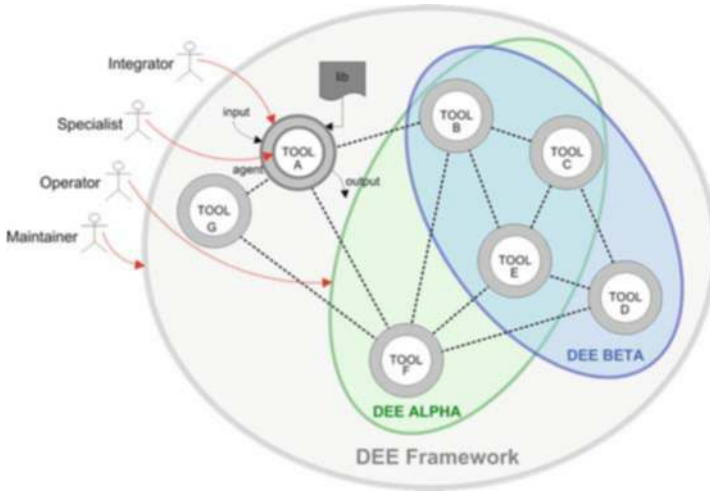 Integrator
lib
Specialist
input
TOOL
A
TOOL
B
TOOL
C
Operator
agent
output
TOOL
G
Maintainer
TOOL
E
TOOL
D
DEE BETA
TOOL
F
DEE ALPHA
DEE Framework